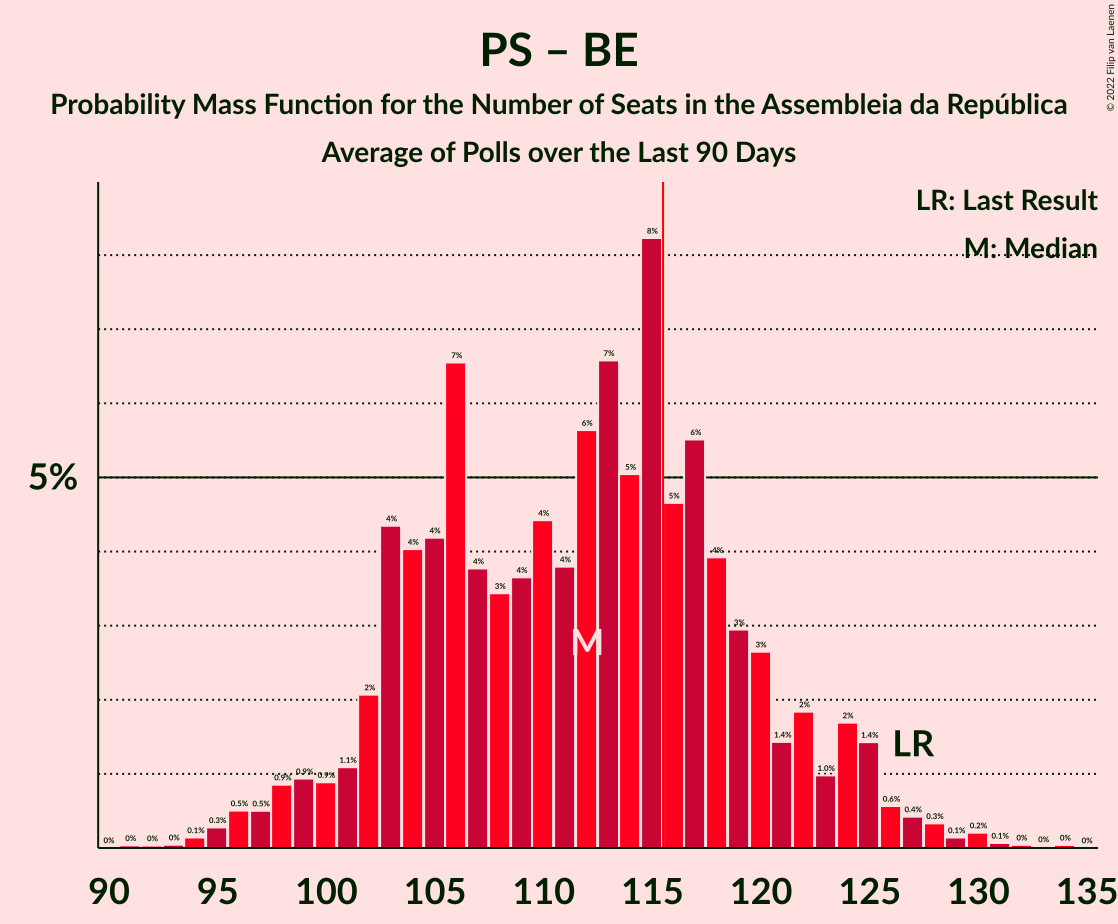 PS – BE
Probability Mass Function for the Number of Seats in the Assembleia da República
Average of Polls over the Last 90 Days
© 2022 Filip van Laenen
LR: Last Result
M: Median
5%
0% 0% 0% 0% 0.1% 0.3% 0.5% 0.5% 0.9% 0.9% 0.9% 1.1% 2% 4% 4% 4% 7% 4% 3% 4% 4% 4% 6% 7% 5% 8% 5% 6% 4% 3% 3% 1.4% 2% 1.0% 2% 1.4% 0.6% 0.4% 0.3% 0.1% 0.2% 0.1% 0% 0% 0% 0%
M
LR
90 95 100 105 110 115 120 125 130 135